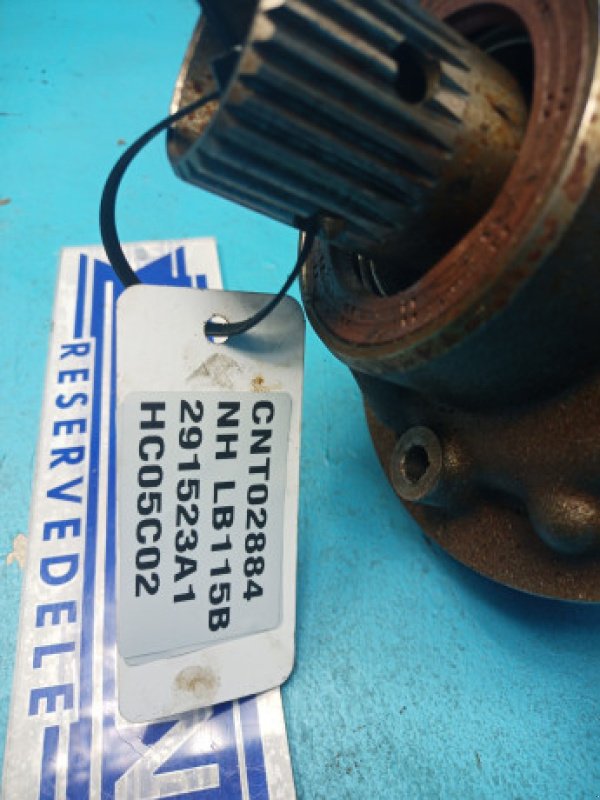 CNT02884
NH LB115B
291523A1
HC05C02
RESERVEDELE